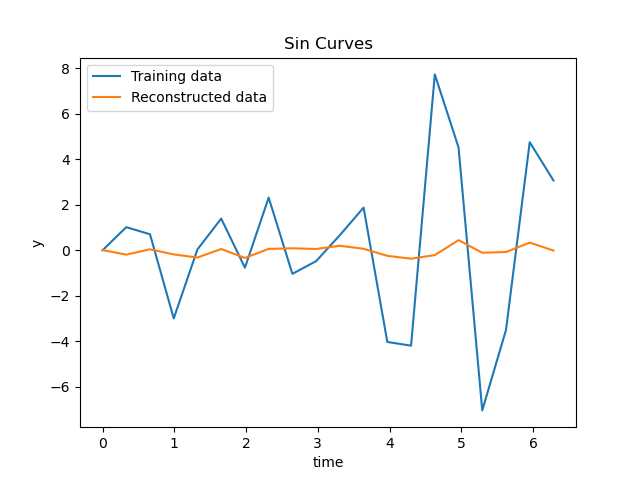 Sin Curves
Training data
Reconstructed data
8
6
4
2
0
−2
−4
−6
y
0 1 2 3 4 5 6
time